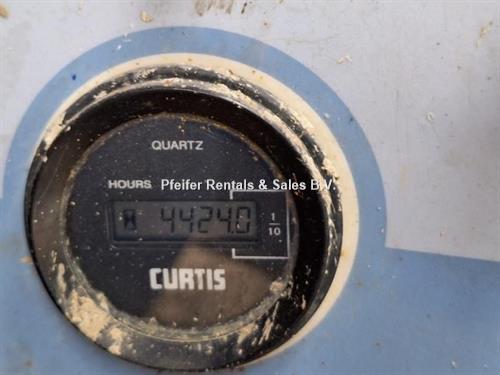 QUARTZ
HOURS
Pfeifer Rentals & Sales B.V.
4424.0
1/10
CURTIS